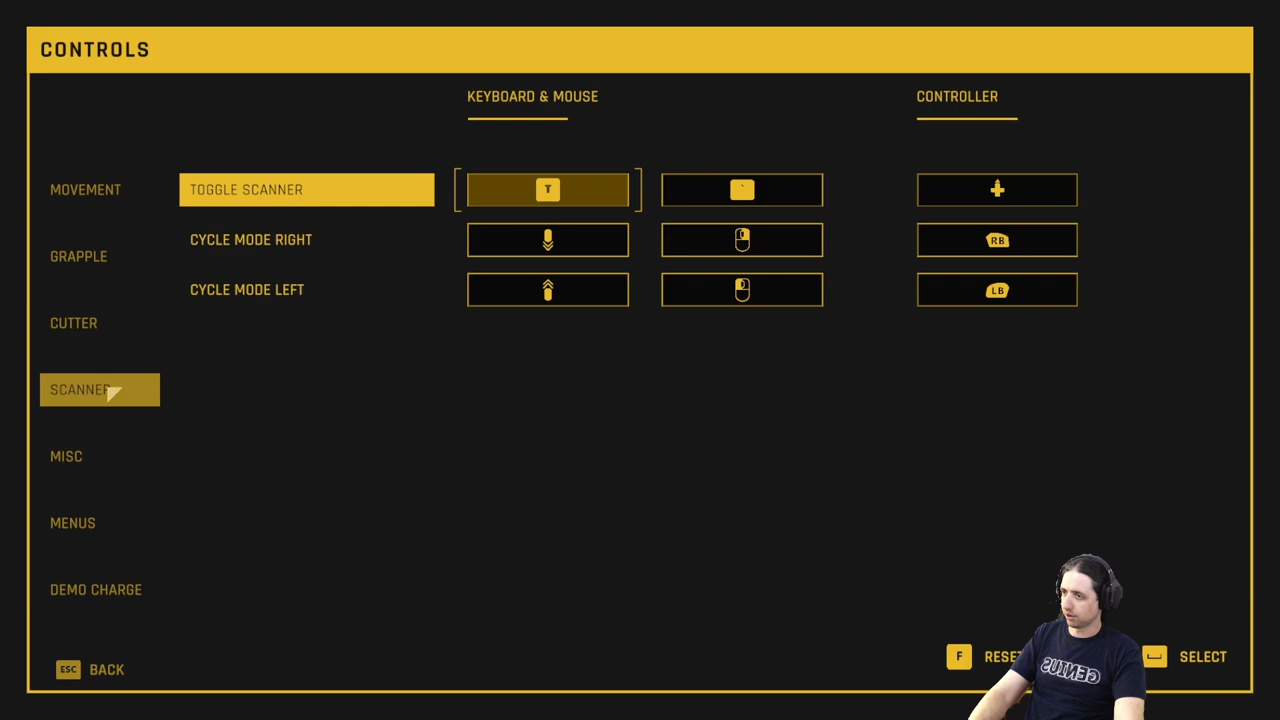 CONTROLS
KEYBOARD & MOUSE
CONTROLLER
MOVEMENT
TOGGLE SCANNER
T
`
CYCLE MODE RIGHT
RB
GRAPPLE
CYCLE MODE LEFT
LB
CUTTER
SCANNER
MISC
MENUS
DEMO CHARGE
ESC BACK
F
SELECT
GENIUS